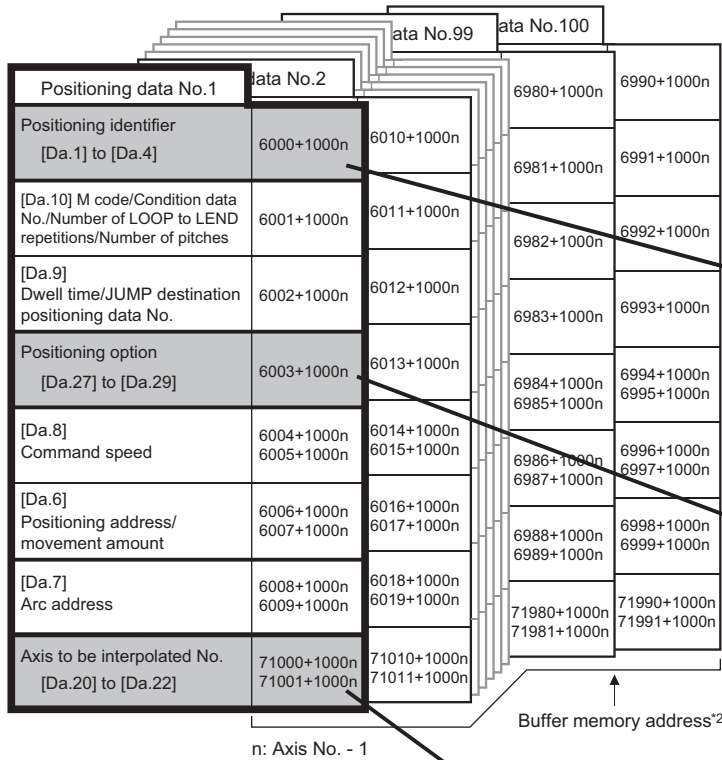 ata No.99
ata No.100
data No.2
Positioning data No.1
Positioning identifier
[Da.1] to [Da.4]
6000+1000n
6010+1000n
6980+1000n
6990+1000n
[Da.10] M code/Condition data
No./Number of LOOP to LEND
repetitions/Number of pitches
6001+1000n
6011+1000n
6981+1000n
6991+1000n
[Da.9]
Dwell time/JUMP destination
positioning data No.
6002+1000n
6012+1000n
6982+1000n
6992+1000n
Positioning option
[Da.27] to [Da.29]
6003+1000n
6013+1000n
6983+1000n
6993+1000n
[Da.8]
Command speed
6004+1000n
6005+1000n
6014+1000n
6015+1000n
6984+1000n
6985+1000n
6994+1000n
6995+1000n
[Da.6]
Positioning address/
movement amount
6006+1000n
6007+1000n
6016+1000n
6017+1000n
6986+1000n
6987+1000n
6996+1000n
6997+1000n
[Da.7]
Arc address
6008+1000n
6009+1000n
6018+1000n
6019+1000n
6988+1000n
6989+1000n
6998+1000n
6999+1000n
Axis to be interpolated No.
[Da.20] to [Da.22]
71000+1000n
71001+1000n
71010+1000n
71011+1000n
71980+1000n
71981+1000n
71990+1000n
71991+1000n
Buffer memory address*2
n: Axis No. - 1